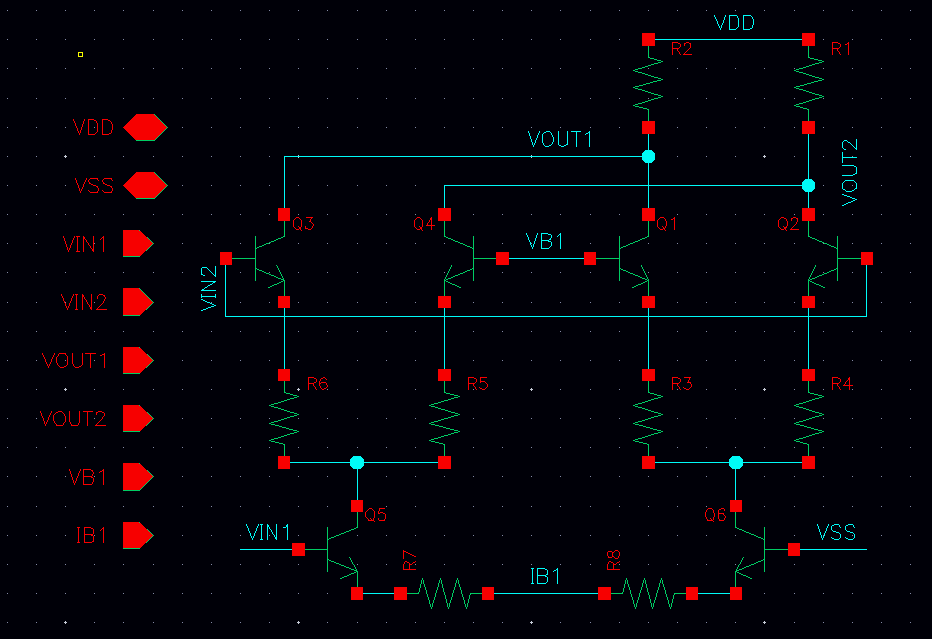 VDD
R2
R1
VDD
VOUT1
VOUT2
VSS
Q3
Q4
Q1
Q2
VIN1
VB1
VIN2
VIN2
VOUT1
R6
R5
R3
R4
VOUT2
VB1
Q5
Q6
IB1
VIN1
VSS
R7
R8
IB1